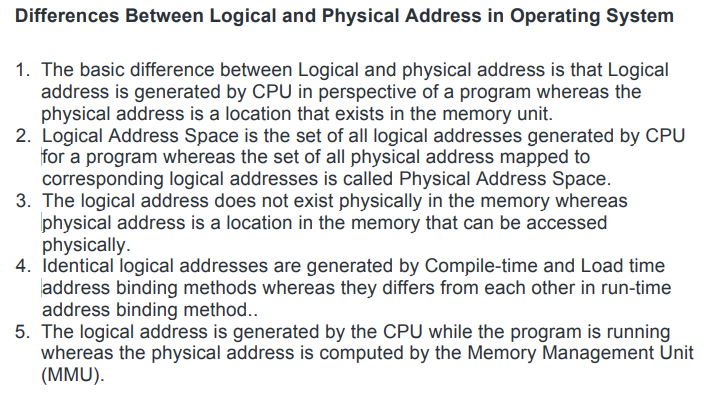 Differences Between Logical and Physical Address in Operating System
1. The basic difference between Logical and physical address is that Logical
address is generated by CPU in perspective of a program whereas the
physical address is a location that exists in the memory unit.
2. Logical Address Space is the set of all logical addresses generated by CPU
for a program whereas the set of all physical address mapped to
corresponding logical addresses is called Physical Address Space.
3. The logical address does not exist physically in the memory whereas
physical address is a location in the memory that can be accessed
physically.
4. Identical logical addresses are generated by Compile-time and Load time
address binding methods whereas they differs from each other in run-time
address binding method..
5. The logical address is generated by the CPU while the program is running
whereas the physical address is computed by the Memory Management Unit
(MMU).